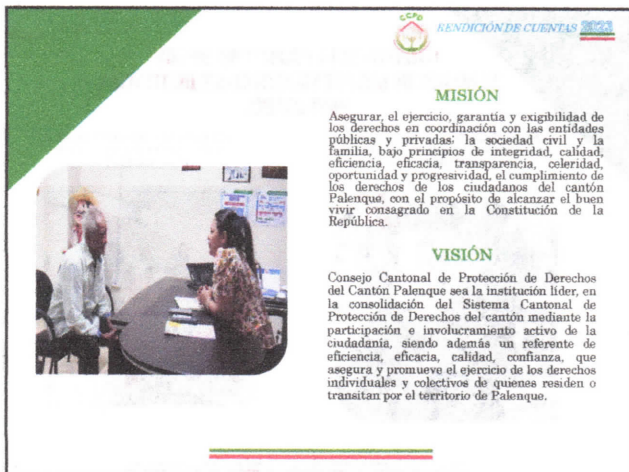 CCPD
RENDICIÓN DE CUENTAS 2023
MISIÓN
Asegurar, el ejercicio, garantía y exigibilidad de
los derechos en coordinación con las entidades
públicas y privadas; la sociedad civil y la
familia, bajo principios de integridad, calidad,
eficiencia, eficacia, transparencia, celeridad,
oportunidad y progresividad, el cumplimiento de
los derechos de los ciudadanos del cantón
Palenque, con el propósito de alcanzar el buen
vivir consagrado en la Constitución de la
República.
VISIÓN
Consejo Cantonal de Protección de Derechos
del Cantón Palenque sea la institución líder, en
la consolidación del Sistema Cantonal de
Protección de Derechos del cantón mediante la
participación e involucramiento activo de la
ciudadanía, siendo además un referente de
eficiencia, eficacia, calidad, confianza, que
asegura y promueve el ejercicio de los derechos
individuales y colectivos de quienes residen o
transitan por el territorio de Palenque.